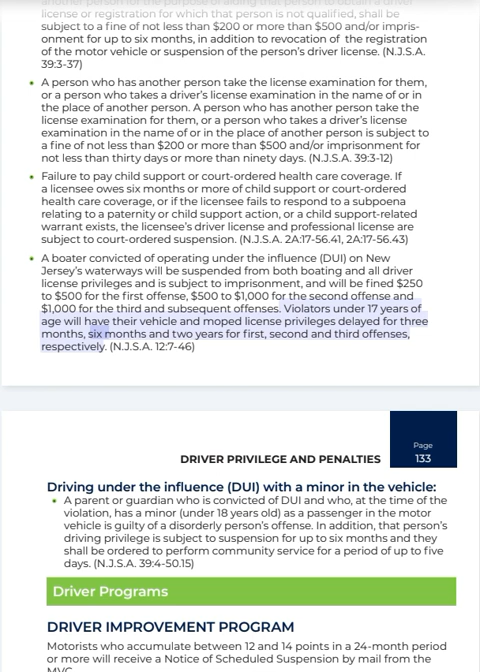 another person for the purpose of aiding that person to obtain a driver
license or registration for which that person is not qualified, shall be
subject to a fine of not less than $200 or more than $500 and/or impris-
onment for up to six months, in addition to revocation of the registration
of the motor vehicle or suspension of the person's driver license. (N.J.S.A.
39:3-37)
• A person who has another person take the license examination for them,
or a person who takes a driver's license examination in the name of or in
the place of another person. A person who has another person take the
license examination for them, or a person who takes a driver's license
examination in the name of or in the place of another person is subject to
a fine of not less than $200 or more than $500 and/or imprisonment for
not less than thirty days or more than ninety days. (N.J.S.A. 39:3-12)
• Failure to pay child support or court-ordered health care coverage. If
a licensee owes six months or more of child support or court-ordered
health care coverage, or if the licensee fails to respond to a subpoena
relating to a paternity or child support action, or a child support-related
warrant exists, the licensee's driver license and professional license are
subject to court-ordered suspension. (N.J.S.A. 2A:17-56.41, 2A:17-56.43)
• A boater convicted of operating under the influence (DUI) on New
Jersey's waterways will be suspended from both boating and all driver
license privileges and is subject to imprisonment, and will be fined $250
to $500 for the first offense, $500 to $1,000 for the second offense and
$1,000 for the third and subsequent offenses. Violators under 17 years of
age will have their vehicle and moped license privileges delayed for three
months, six months and two years for first, second and third offenses,
respectively. (N.J.S.A. 12:7-46)
Page
DRIVER PRIVILEGE AND PENALTIES 133
Driving under the influence (DUI) with a minor in the vehicle:
• A parent or guardian who is convicted of DUI and who, at the time of the
violation, has a minor (under 18 years old) as a passenger in the motor
vehicle is guilty of a disorderly person's offense. In addition, that person's
driving privilege is subject to suspension for up to six months and they
shall be ordered to perform community service for a period of up to five
days. (N.J.S.A. 39:4-50.15)
Driver Programs
DRIVER IMPROVEMENT PROGRAM
Motorists who accumulate between 12 and 14 points in a 24-month period
or more will receive a Notice of Scheduled Suspension by mail from the
MVC.